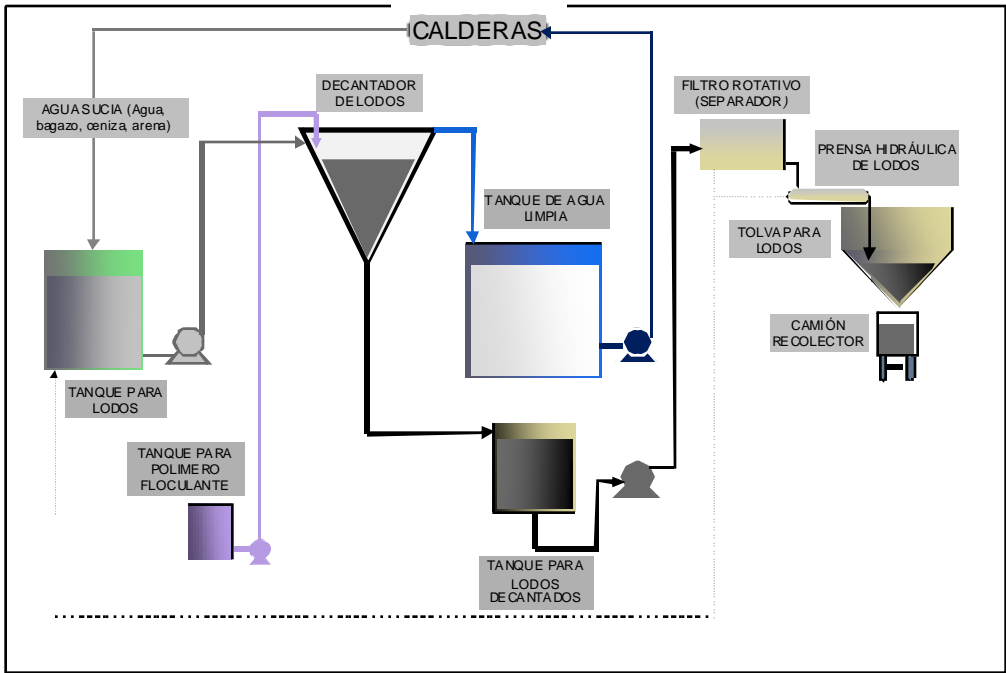 CALDERAS
AGUA SUCIA (Agua,
bagazo, ceniza, arena)
DECANTADOR
DE LODOS
FILTRO ROTATIVO
(SEPARADOR)
PRENSA HIDRÁULICA
DE LODOS
TANQUE DE AGUA
LIMPIA
TOLVA PARA
LODOS
CAMIÓN
RECOLECTOR
TANQUE PARA
LODOS
TANQUE PARA
POLIMERO
FLOCULANTE
TANQUE PARA
LODOS
DECANTADOS